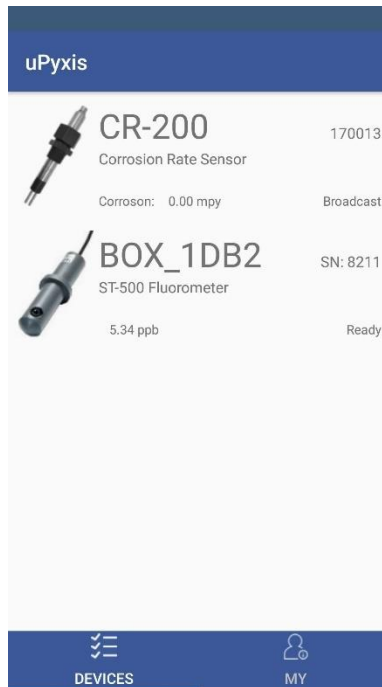 uPyxis
CR-200 170013
Corrosion Rate Sensor
Corroson: 0.00 mpy Broadcast
BOX_1DB2 SN: 8211
ST-500 Fluorometer
5.34 ppb Ready
DEVICES MY